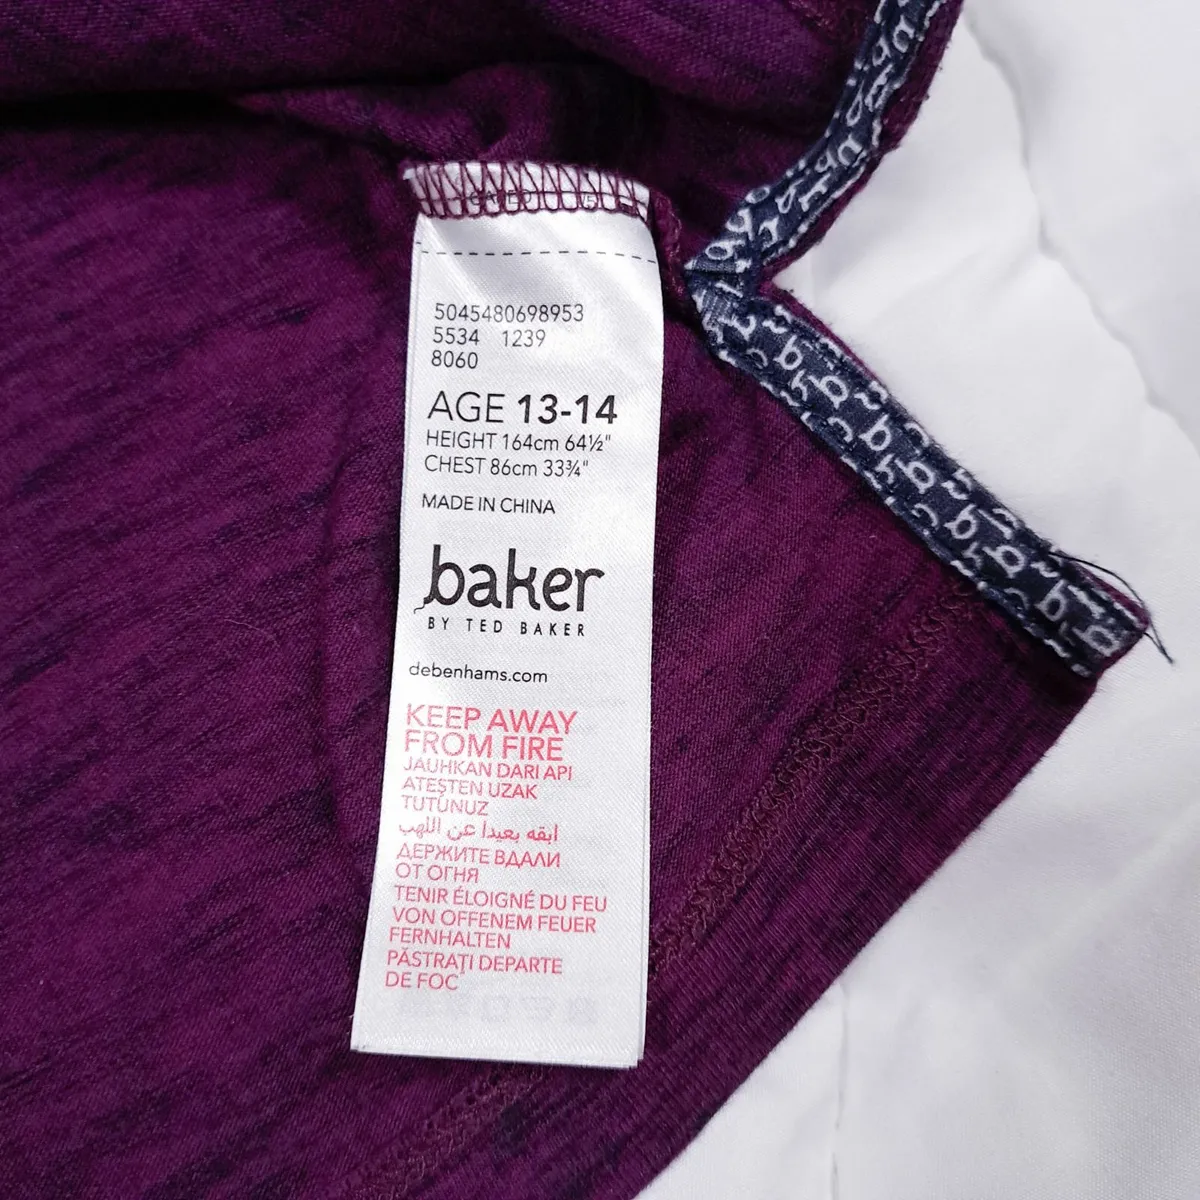 5045480698953
5534 1239
8060
AGE 13-14
HEIGHT 164cm 64½"
CHEST 86cm 33¾"
MADE IN CHINA
baker
BY TED BAKER
debenhams.com
KEEP AWAY
FROM FIRE
JAUHKAN DARI API
ATEŞTEN UZAK
TUTUNUZ
ابقه بعيدا عن اللهب
ДЕРЖИТЕ ВДАЛИ
ОТ ОГНЯ
TENIR ÉLOIGNÉ DU FEU
VON OFFENEM FEUER
FERNHALTEN
PĂSTRAŢI DEPARTE
DE FOC